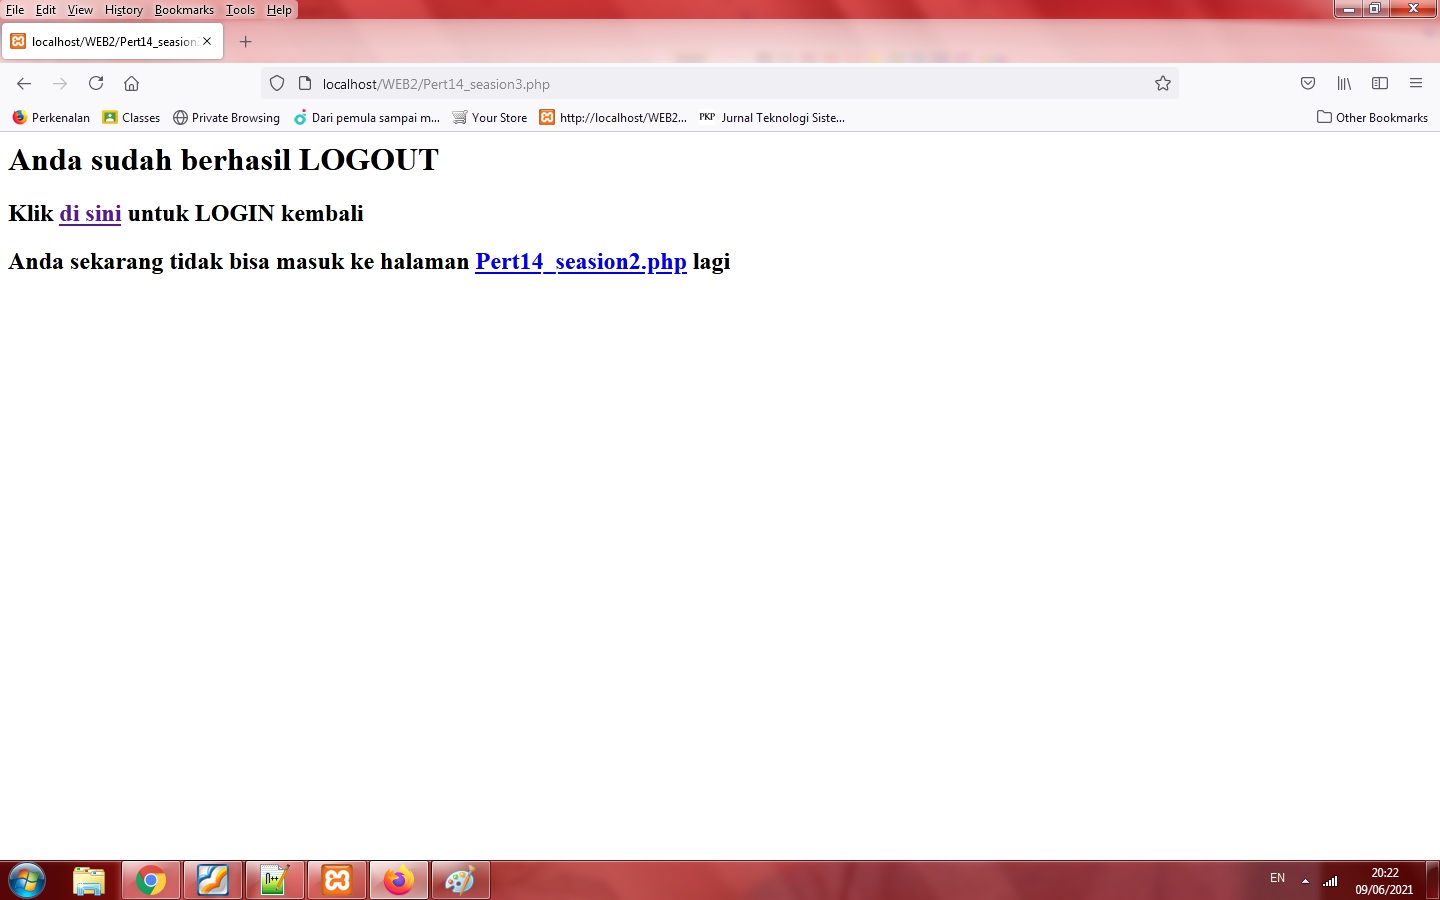 File Edit View History Bookmarks Tools Help
localhost/WEB2/Pert14_seasion
localhost/WEB2/Pert14_seasion3.php
Perkenalan Classes Private Browsing Dari pemula sampai m... Your Store http://localhost/WEB2... PKP Jurnal Teknologi Siste... Other Bookmarks
Anda sudah berhasil LOGOUT
Klik di sini untuk LOGIN kembali
Anda sekarang tidak bisa masuk ke halaman Pert14_seasion2.php lagi
EN
20:22
09/06/2021